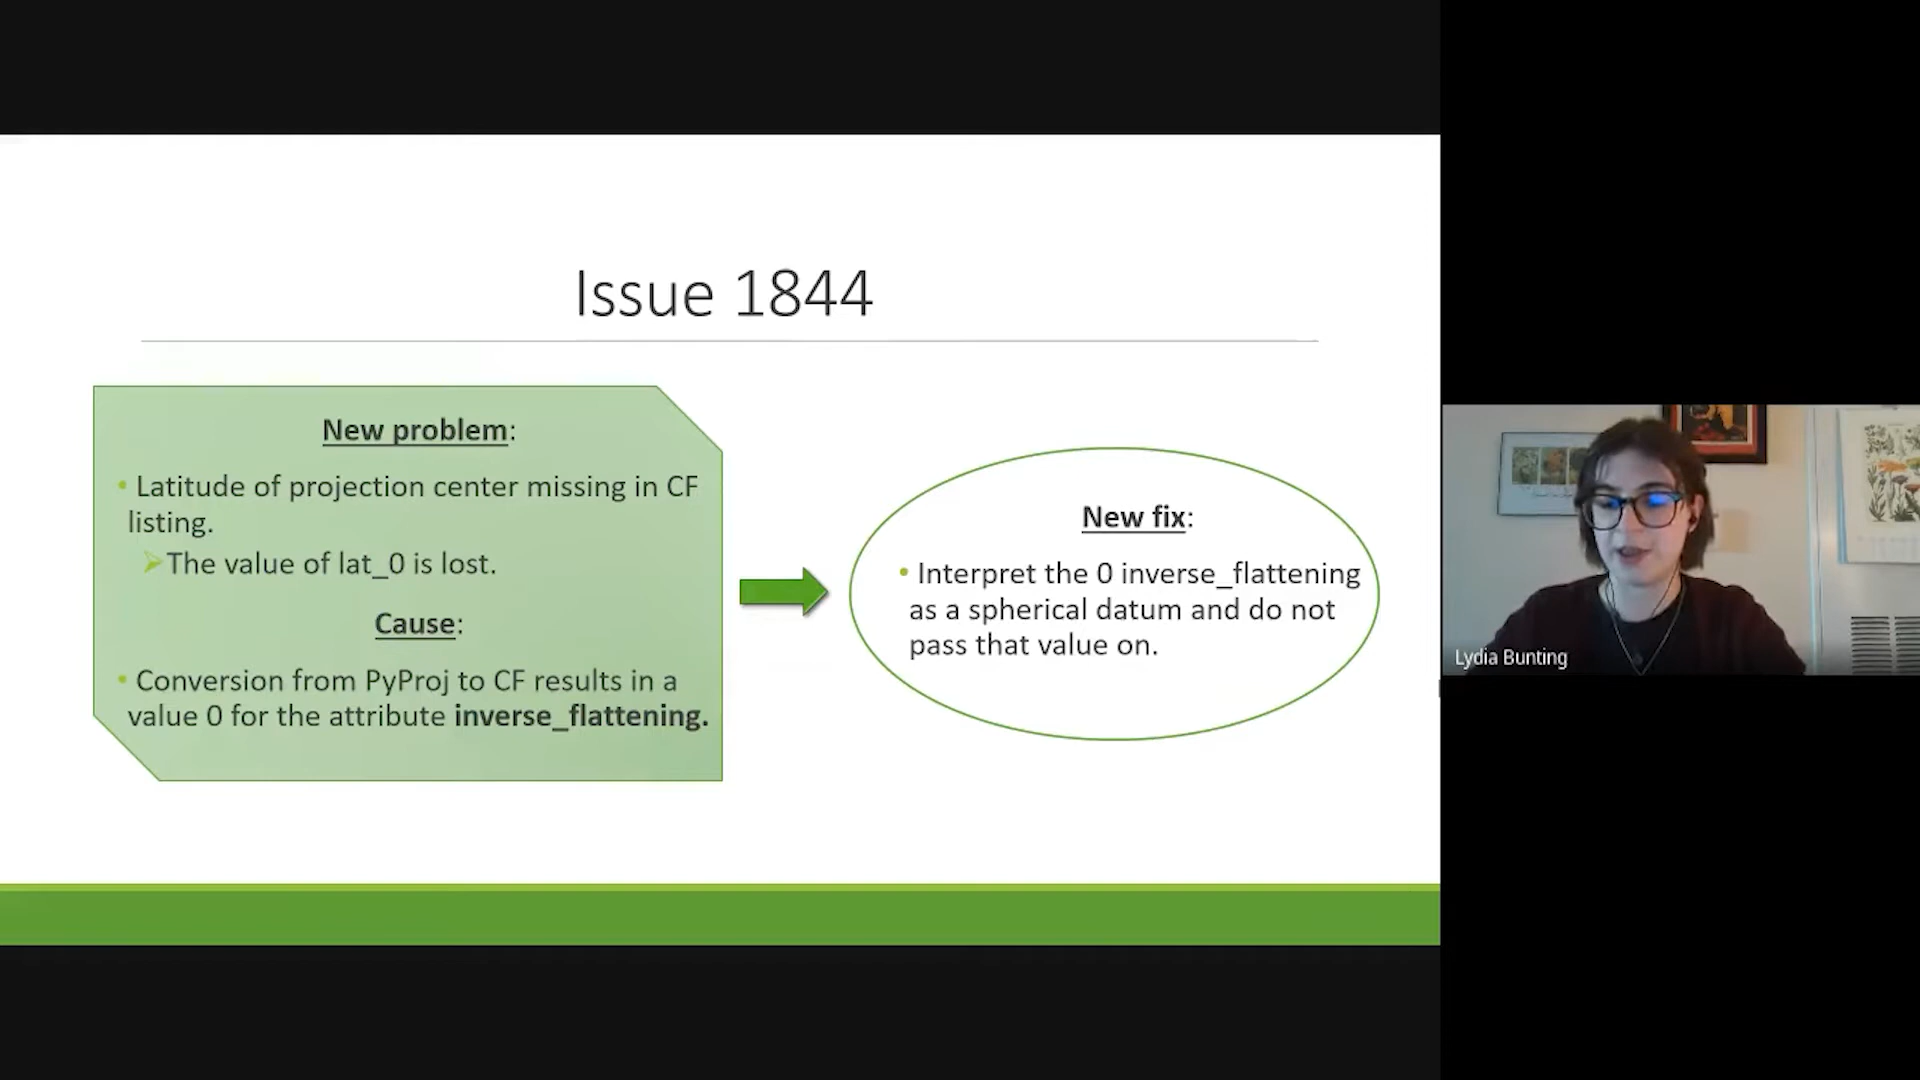 Issue 1844
New problem:
• Latitude of projection center missing in CF
listing.
➢The value of lat_0 is lost.
Cause:
• Conversion from PyProj to CF results in a
value 0 for the attribute inverse_flattening.
New fix:
• Interpret the 0 inverse_flattening
as a spherical datum and do not
pass that value on.
Lydia Bunting